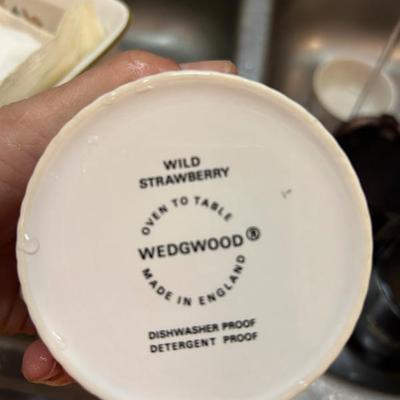 WILD
STRAWBERRY
OVEN TO TABLE
WEDGWOOD®
MADE IN ENGLAND
DISHWASHER PROOF
DETERGENT PROOF